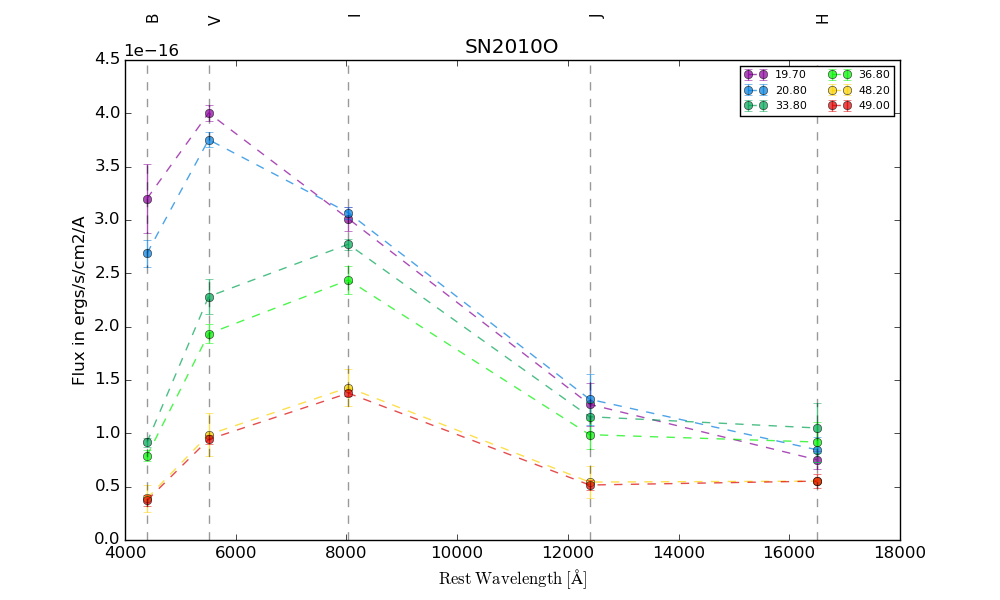 B V I J H
1e−16
SN2010O
4.5
4.0
3.5
3.0
2.5
2.0
1.5
1.0
0.5
0.0
Flux in ergs/s/cm2/A
19.70 36.80
20.80 48.20
33.80 49.00
4000 6000 8000 10000 12000 14000 16000 18000
Rest Wavelength [Å]